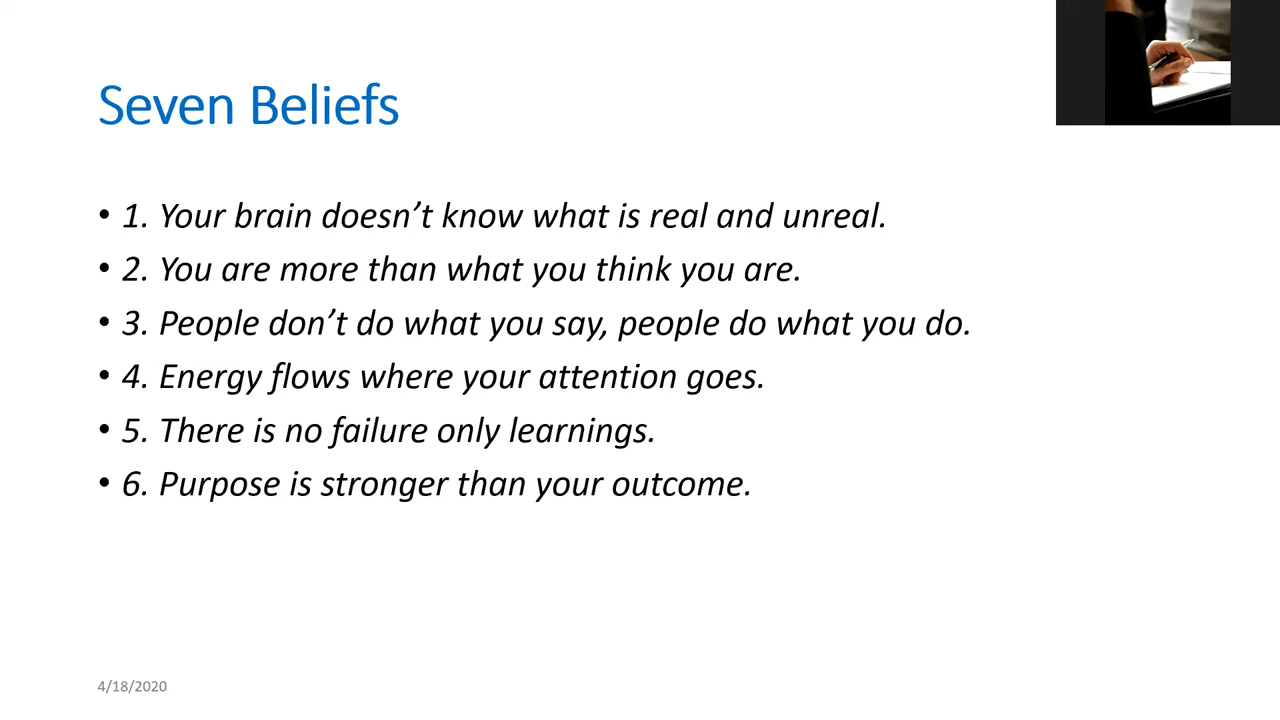 Seven Beliefs
• 1. Your brain doesn’t know what is real and unreal.
• 2. You are more than what you think you are.
• 3. People don’t do what you say, people do what you do.
• 4. Energy flows where your attention goes.
• 5. There is no failure only learnings.
• 6. Purpose is stronger than your outcome.
4/18/2020